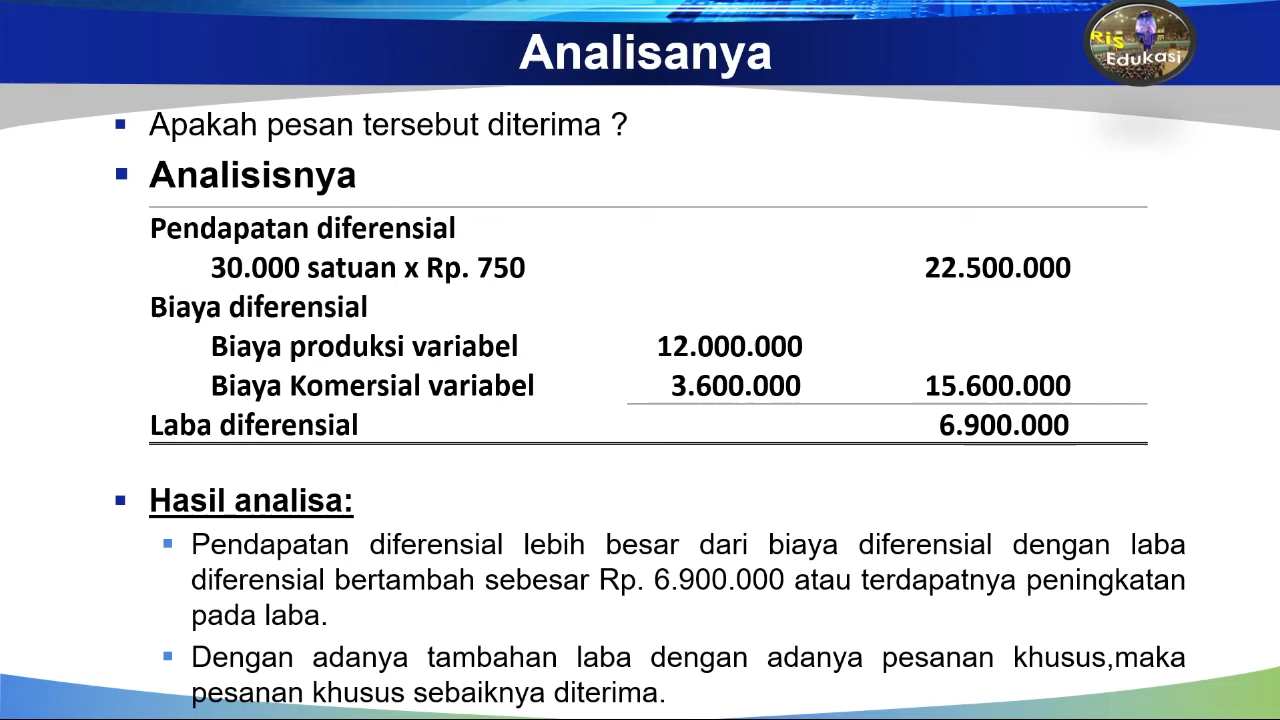 Analisanya
Ris
Edukasi
Apakah pesan tersebut diterima ?
Analisisnya
Pendapatan diferensial
30.000 satuan x Rp. 750 22.500.000
Biaya diferensial
Biaya produksi variabel 12.000.000
Biaya Komersial variabel 3.600.000 15.600.000
Laba diferensial 6.900.000
Hasil analisa:
Pendapatan diferensial lebih besar dari biaya diferensial dengan laba
diferensial bertambah sebesar Rp. 6.900.000 atau terdapatnya peningkatan
pada laba.
Dengan adanya tambahan laba dengan adanya pesanan khusus,maka
pesanan khusus sebaiknya diterima.